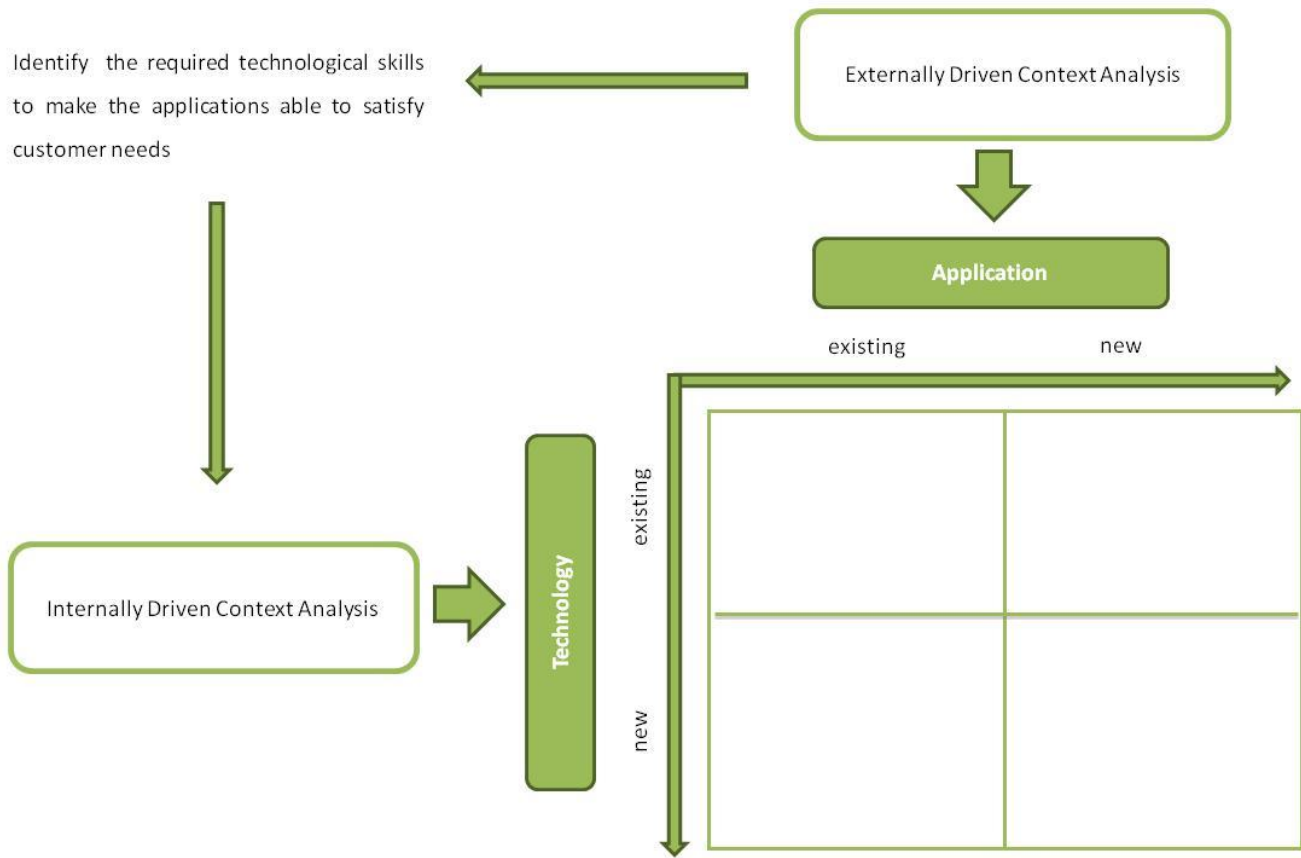 Identify the required technological skills
to make the applications able to satisfy
customer needs
Externally Driven Context Analysis
Application
existing new
existing
new
Technology
Internally Driven Context Analysis